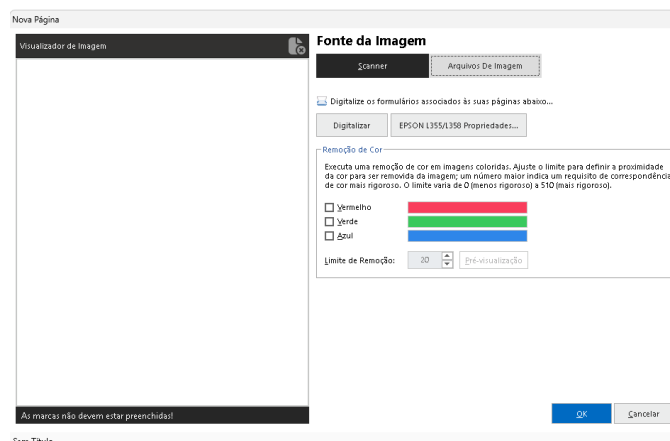 Nova Página
Visualizador de Imagem
Fonte da Imagem
Scanner
Arquivos De Imagem
Digitalize os formulários associados às suas páginas abaixo...
Digitalizar
EPSON L355/L358 Propriedades...
Remoção de Cor
Executa uma remoção de cor em imagens coloridas. Ajuste o limite para definir a proximidade
da cor para ser removida da imagem; um número maior indica um requisito de correspondência
de cor mais rigoroso. O limite varia de 0 (menos rigoroso) a 510 (mais rigoroso).
Vermelho
Verde
Azul
Limite de Remoção:
20
Pré-visualização
As marcas não devem estar preenchidas!
OK
Cancelar
Sem Título